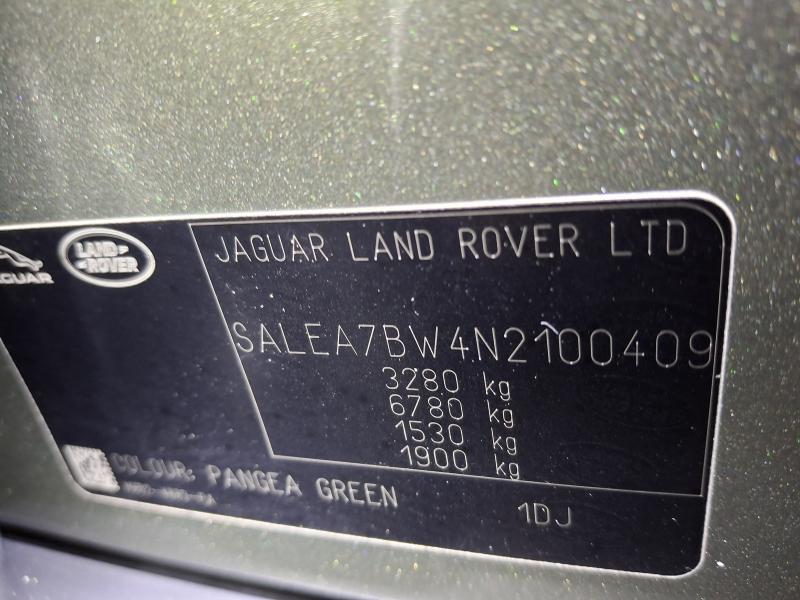 JAGUAR
LAND ROVER
JAGUAR LAND ROVER LTD
SALEA7BW4N2100409
3280 kg
6780 kg
1530 kg
1900 kg
COLOUR: PANGEA GREEN
1DJ